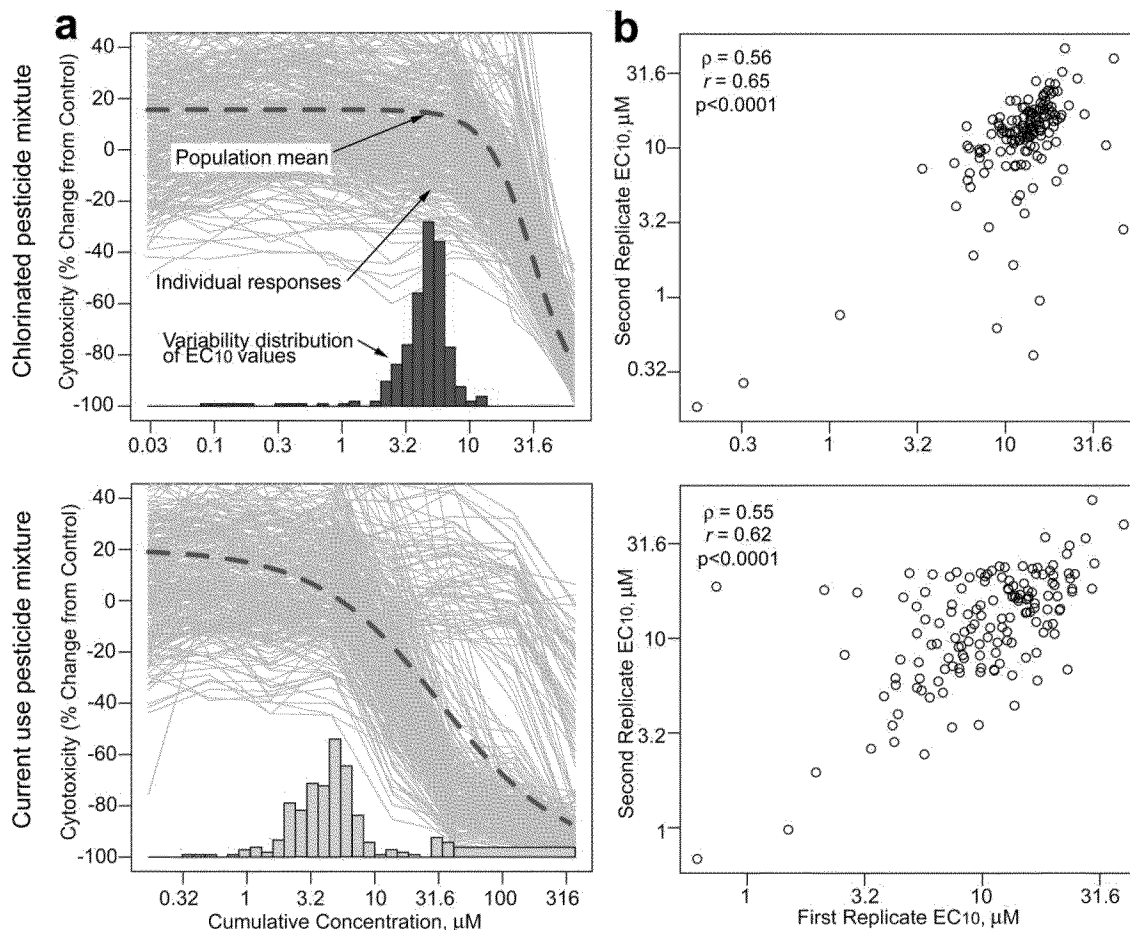 a
Chlorinated pesticide mixtute
Cytotoxicity (% Change from Control)
40
20
0
-20
-40
-60
-80
-100
Population mean
Individual responses
Variability distribution
of EC10 values
0.03 0.1 0.3 1 3.2 10 31.6
b
ρ = 0.56
r = 0.65
p<0.0001
Second Replicate EC10, µM
31.6
10
3.2
1
0.32
0.3 1 3.2 10 31.6
Current use pesticide mixture
Cytotoxicity (% Change from Control)
40
20
0
-20
-40
-60
-80
-100
0.32 1 3.2 10 31.6 100 316
Cumulative Concentration, µM
ρ = 0.55
r = 0.62
p<0.0001
Second Replicate EC10, µM
31.6
10
3.2
1
1 3.2 10 31.6
First Replicate EC10, µM